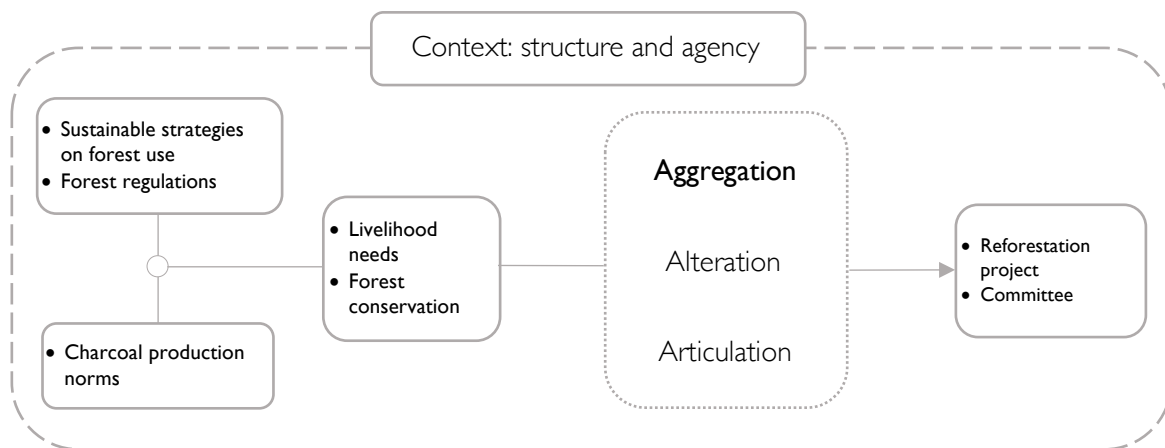 Context: structure and agency
• Sustainable strategies
on forest use
• Forest regulations
• Charcoal production
norms
• Livelihood
needs
• Forest
conservation
Aggregation
Alteration
Articulation
• Reforestation
project
• Committee